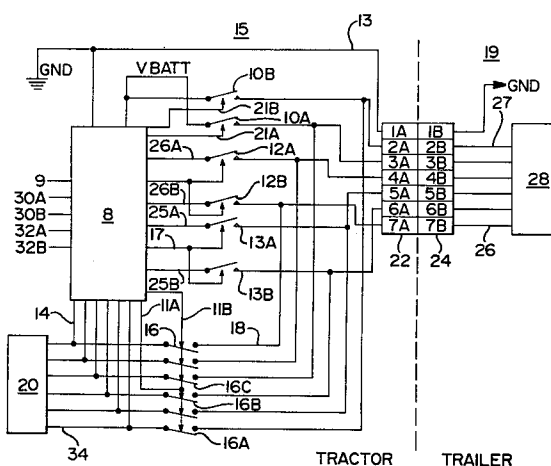 15
13
19
GND
V BATT
10B
GND
21B
10A
27
21A
26A
12A
9
30A
30B
32A
32B
8
26B
12B
25A
17
13A
25B
13B
1A 1B
2A 2B
3A 3B
4A 4B
5A 5B
6A 6B
7A 7B
28
22
24
26
14
11A
11B
16
18
20
16C
16B
34
16A
TRACTOR
TRAILER